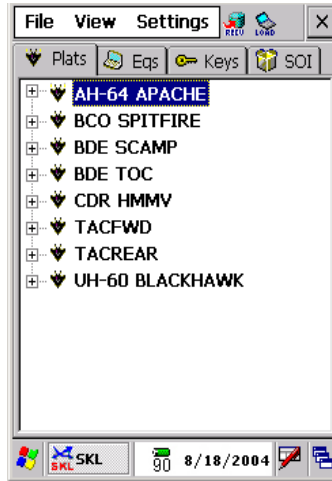 File View Settings RECV LOAD X
Plats Eqs Keys SOI
AH-64 APACHE
BCO SPITFIRE
BDE SCAMP
BDE TOC
CDR HMMV
TACFWD
TACREAR
UH-60 BLACKHAWK
SKL SKL 90 8/18/2004